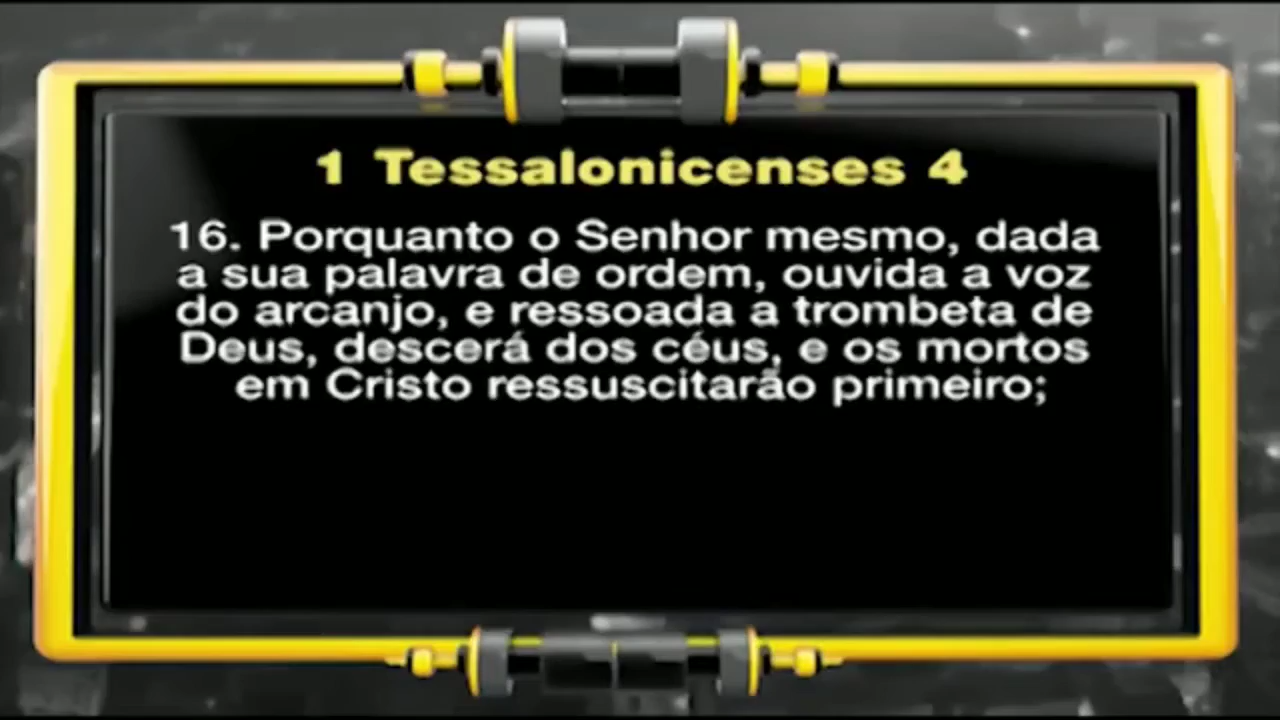 1 Tessalonicenses 4
16. Porquanto o Senhor mesmo, dada
a sua palavra de ordem, ouvida a voz
do arcanjo, e ressoada a trombeta de
Deus, descerá dos céus, e os mortos
em Cristo ressuscitarão primeiro;